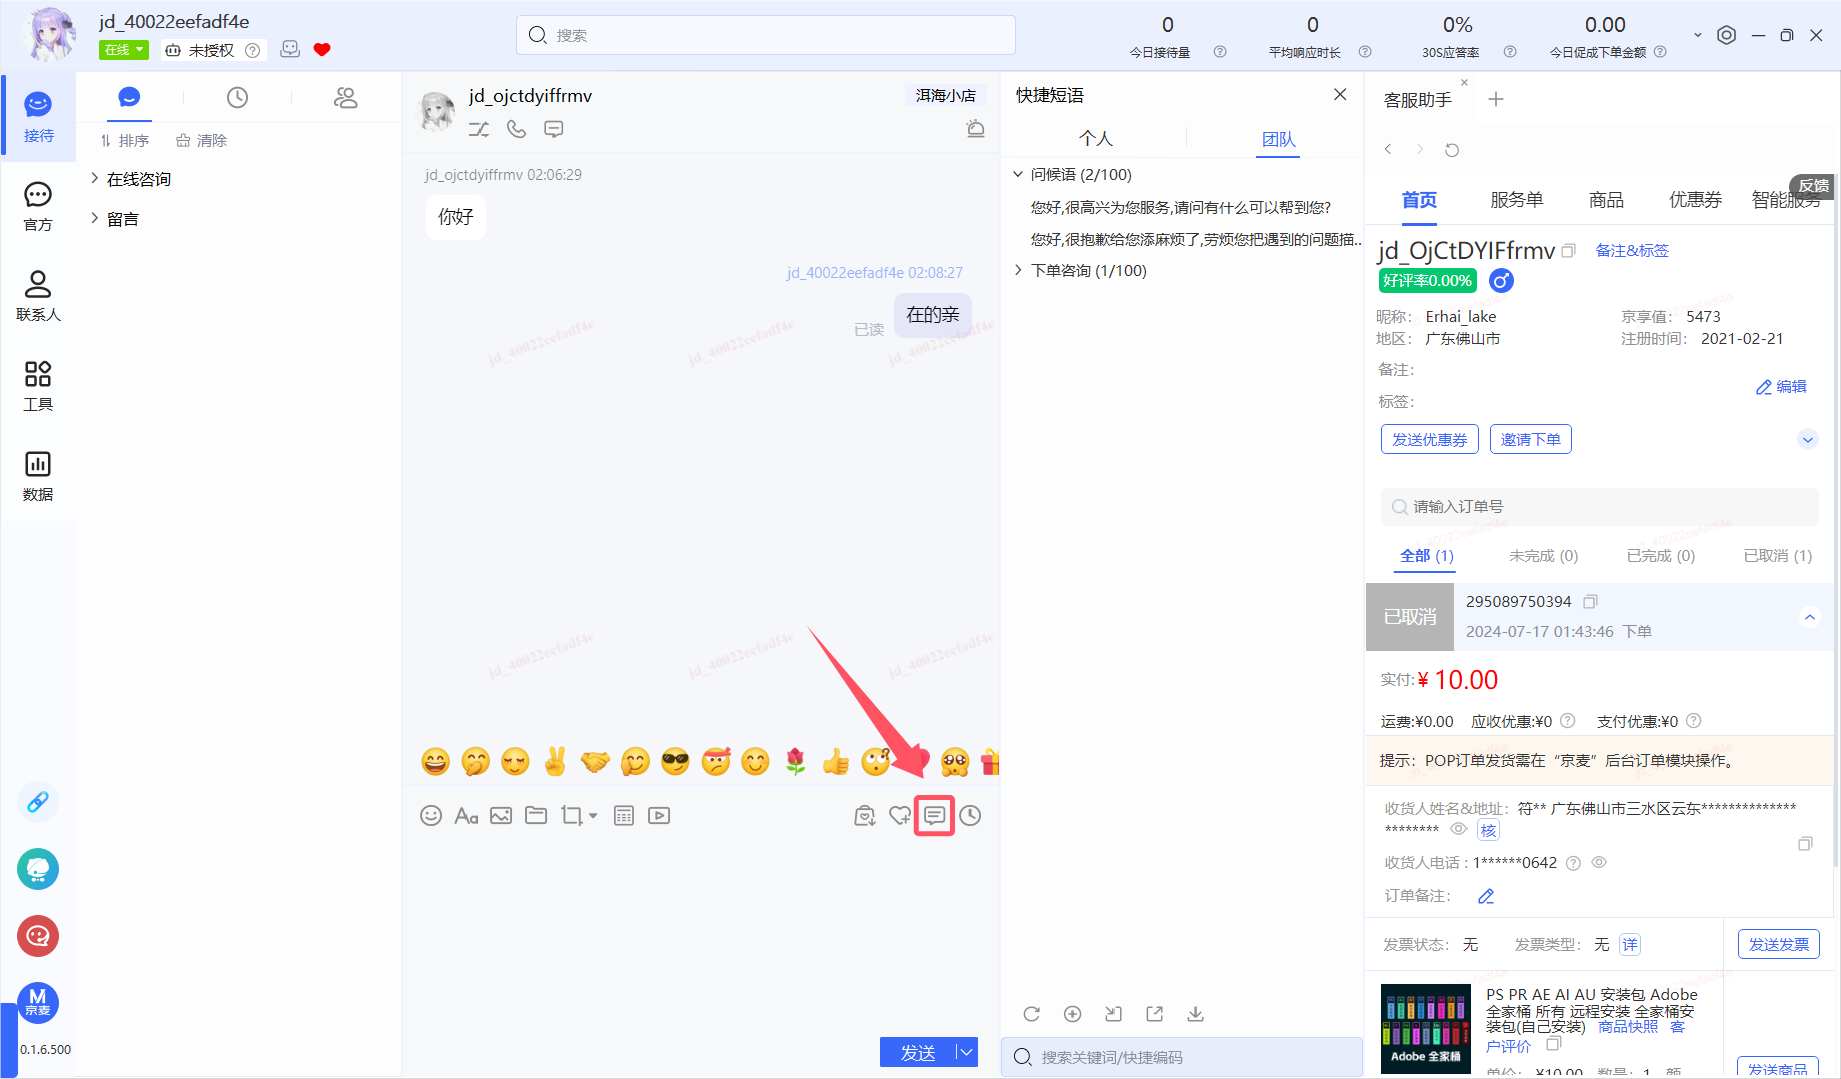 jd_40022eefadf4e
在线
未授权
搜索
0
今日接待量
0
平均响应时长
0%
30S应答率
0.00
今日促成下单金额
接待
官方
联系人
工具
数据
M
京麦
0.1.6.500
排序
清除
在线咨询
留言
jd_ojctdyiffrmv
洱海小店
jd_ojctdyiffrmv 02:06:29
你好
jd_40022eefadf4e 02:08:27
已读
在的亲
jd_40022eefadf4e
jd_40022eefadf4e
jd_40022eefadf4e
jd_40022eefadf4e
jd_40022eefadf4e
jd_40022eefadf4e
Aa
发送
快捷短语
个人
团队
问候语 (2/100)
您好,很高兴为您服务,请问有什么可以帮到您?
您好,很抱歉给您添麻烦了,劳烦您把遇到的问题描...
下单咨询 (1/100)
搜索关键词/快捷编码
客服助手
反馈
首页
服务单
商品
优惠券
智能服务
jd_OjCtDYIFfrmv
备注&标签
好评率0.00%
昵称： Erhai_lake
京享值： 5473
地区： 广东佛山市
注册时间： 2021-02-21
备注：
编辑
标签：
发送优惠券
邀请下单
请输入订单号
全部 (1)
未完成 (0)
已完成 (0)
已取消 (1)
已取消
295089750394
2024-07-17 01:43:46 下单
实付:¥ 10.00
运费:¥0.00 应收优惠:¥0 支付优惠:¥0
提示：POP订单发货需在“京麦”后台订单模块操作。
收货人姓名&地址： 符** 广东佛山市三水区云东**************
******** 核
收货人电话 : 1******0642
订单备注：
发票状态： 无 发票类型： 无 详
发送发票
PS PR AE AI AU 安装包 Adobe
全家桶 所有 远程安装 全家桶安
装包(自己安装) 商品快照 客
户评价
Adobe 全家桶
单价： ¥10.00 数量： 1
发送商品